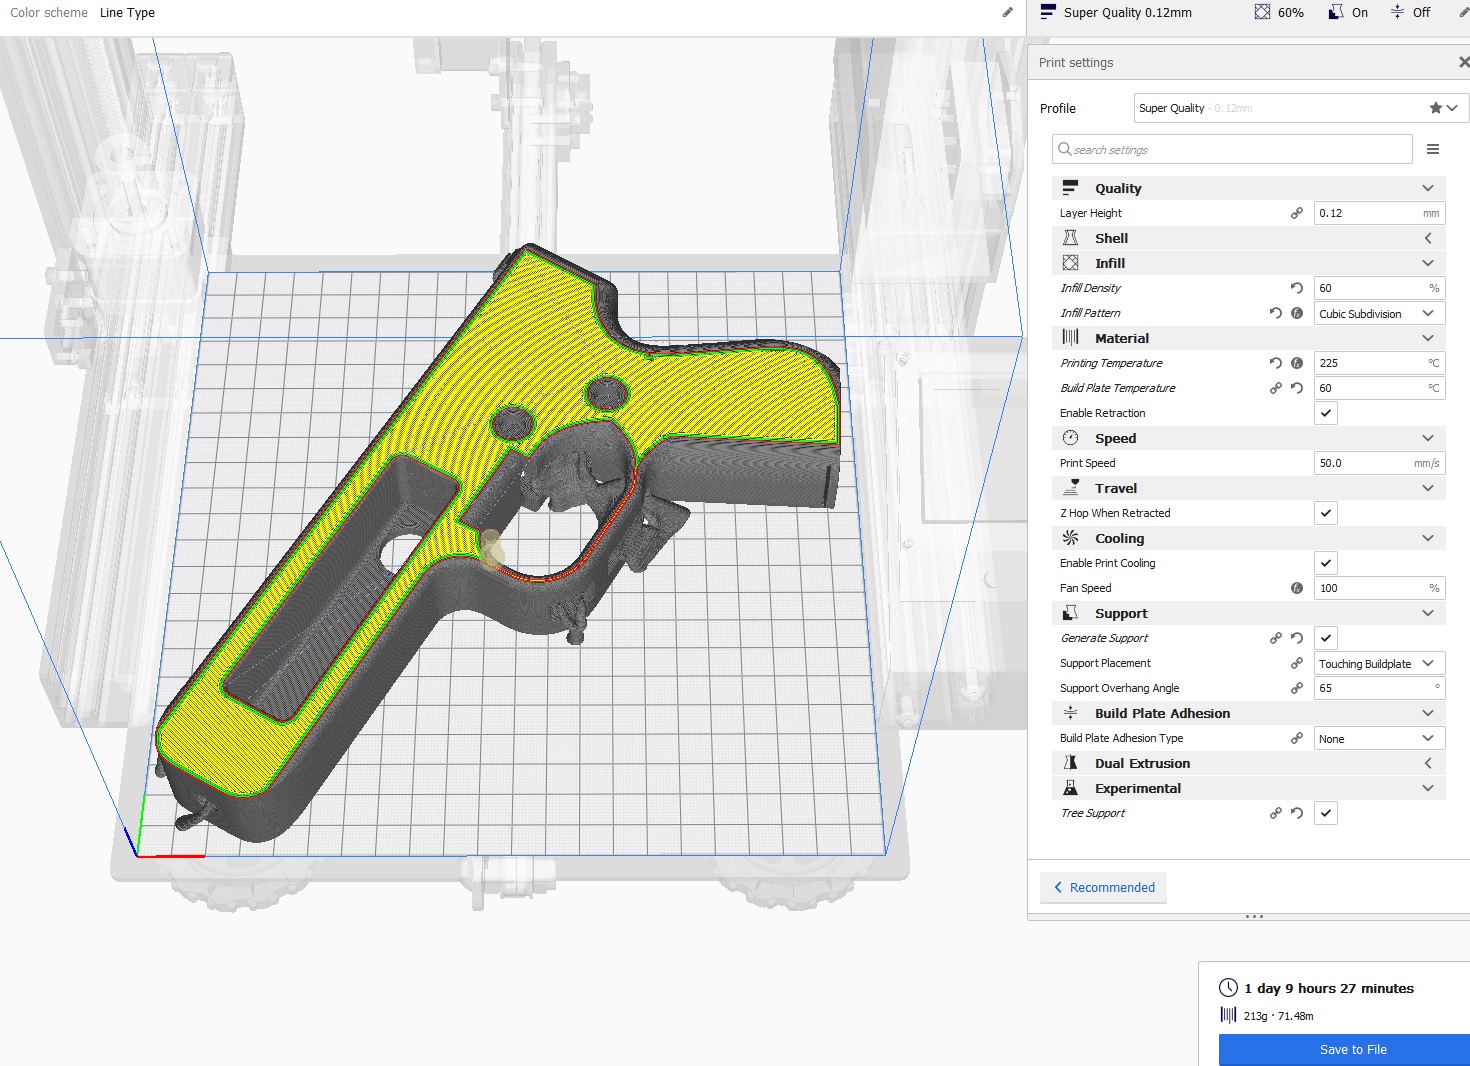 Color scheme Line Type
Super Quality 0.12mm 60% On Off
Print settings
Profile Super Quality - 0.12mm
search settings
Quality
Layer Height 0.12 mm
Shell
Infill
Infill Density 60 %
Infill Pattern Cubic Subdivision
Material
Printing Temperature 225 °C
Build Plate Temperature 60 °C
Enable Retraction
Speed
Print Speed 50.0 mm/s
Travel
Z Hop When Retracted
Cooling
Enable Print Cooling
Fan Speed 100 %
Support
Generate Support
Support Placement Touching Buildplate
Support Overhang Angle 65 °
Build Plate Adhesion
Build Plate Adhesion Type None
Dual Extrusion
Experimental
Tree Support
Recommended
1 day 9 hours 27 minutes
213g · 71.48m
Save to File